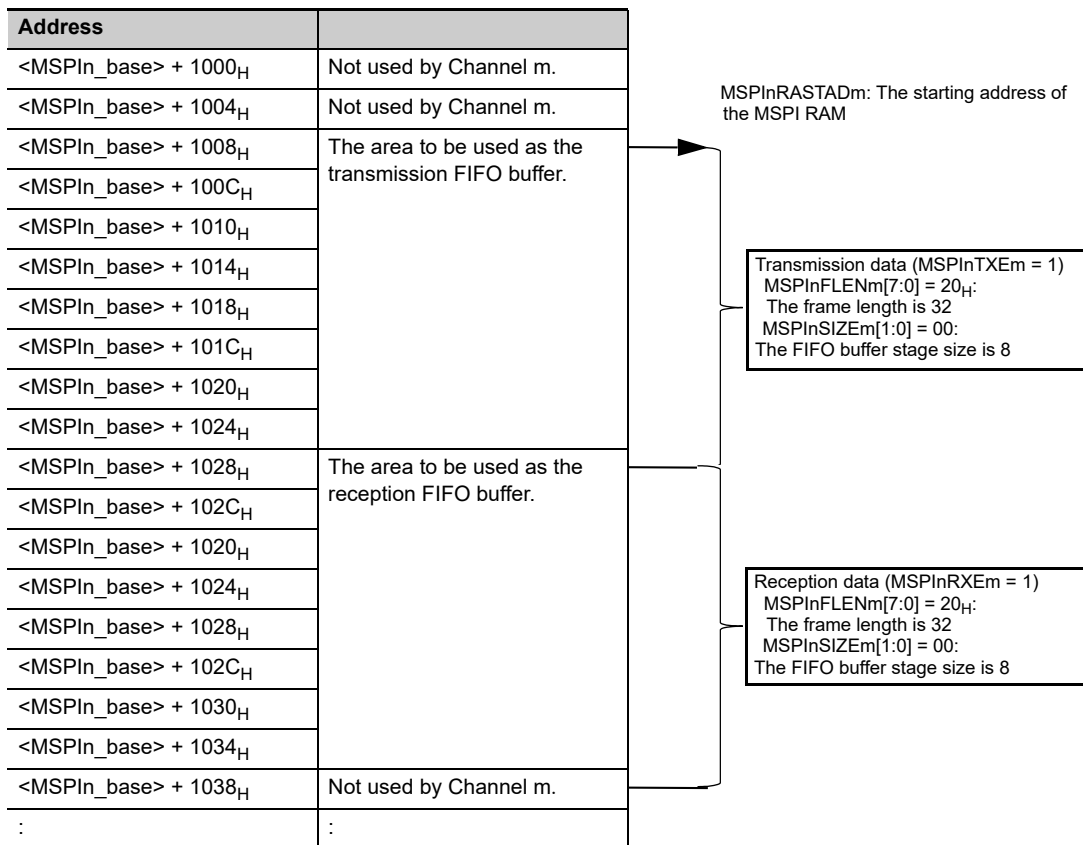 Address
<MSPIn_base> + 1000H Not used by Channel m.
<MSPIn_base> + 1004H Not used by Channel m.
MSPInRASTADm: The starting address of
the MSPI RAM
<MSPIn_base> + 1008H The area to be used as the
transmission FIFO buffer.
<MSPIn_base> + 100CH
<MSPIn_base> + 1010H
<MSPIn_base> + 1014H
<MSPIn_base> + 1018H
<MSPIn_base> + 101CH
<MSPIn_base> + 1020H
<MSPIn_base> + 1024H
Transmission data (MSPInTXEm = 1)
MSPInFLENm[7:0] = 20H:
The frame length is 32
MSPInSIZEm[1:0] = 00:
The FIFO buffer stage size is 8
<MSPIn_base> + 1028H The area to be used as the
reception FIFO buffer.
<MSPIn_base> + 102CH
<MSPIn_base> + 1020H
<MSPIn_base> + 1024H
<MSPIn_base> + 1028H
<MSPIn_base> + 102CH
<MSPIn_base> + 1030H
<MSPIn_base> + 1034H
Reception data (MSPInRXEm = 1)
MSPInFLENm[7:0] = 20H:
The frame length is 32
MSPInSIZEm[1:0] = 00:
The FIFO buffer stage size is 8
<MSPIn_base> + 1038H Not used by Channel m.
: :